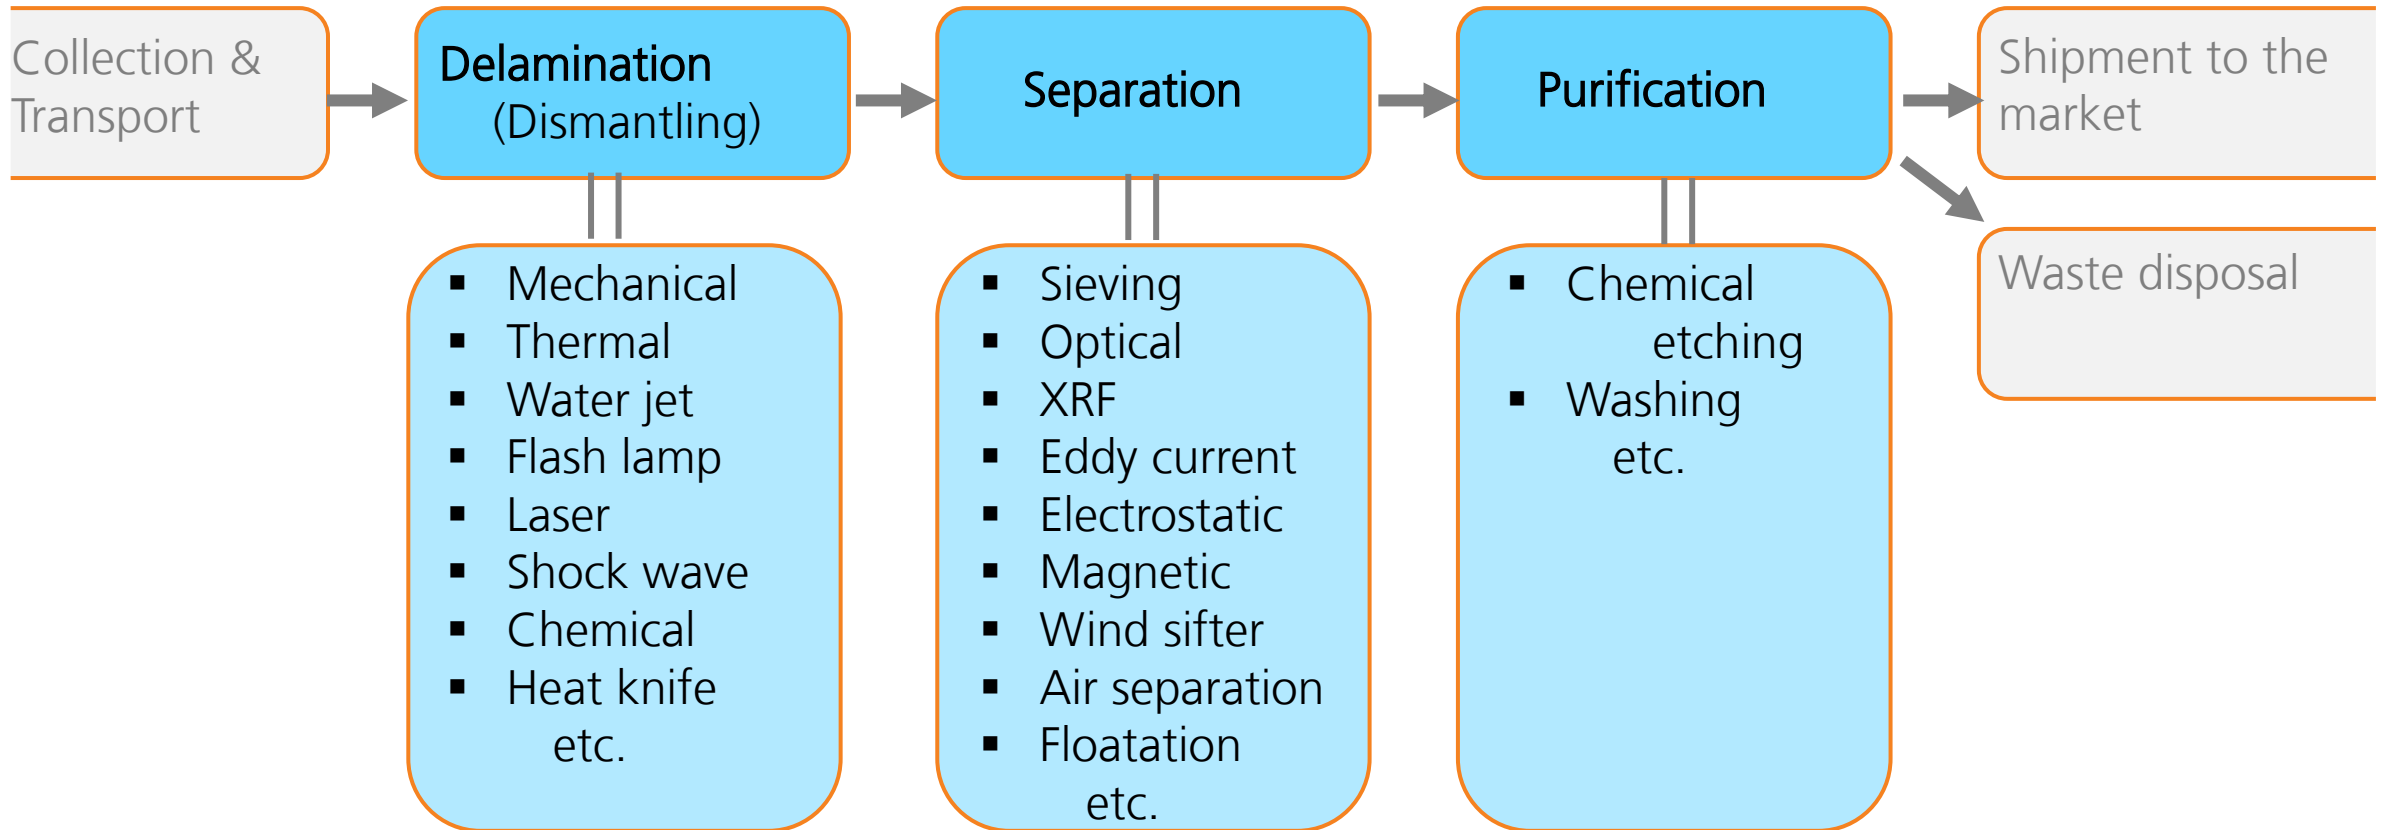 Collection &
Transport
Delamination
(Dismantling)
Separation
Purification
Shipment to the
market
Waste disposal
▪ Mechanical
▪ Thermal
▪ Water jet
▪ Flash lamp
▪ Laser
▪ Shock wave
▪ Chemical
▪ Heat knife
etc.
▪ Sieving
▪ Optical
▪ XRF
▪ Eddy current
▪ Electrostatic
▪ Magnetic
▪ Wind sifter
▪ Air separation
▪ Floatation
etc.
▪ Chemical
etching
▪ Washing
etc.